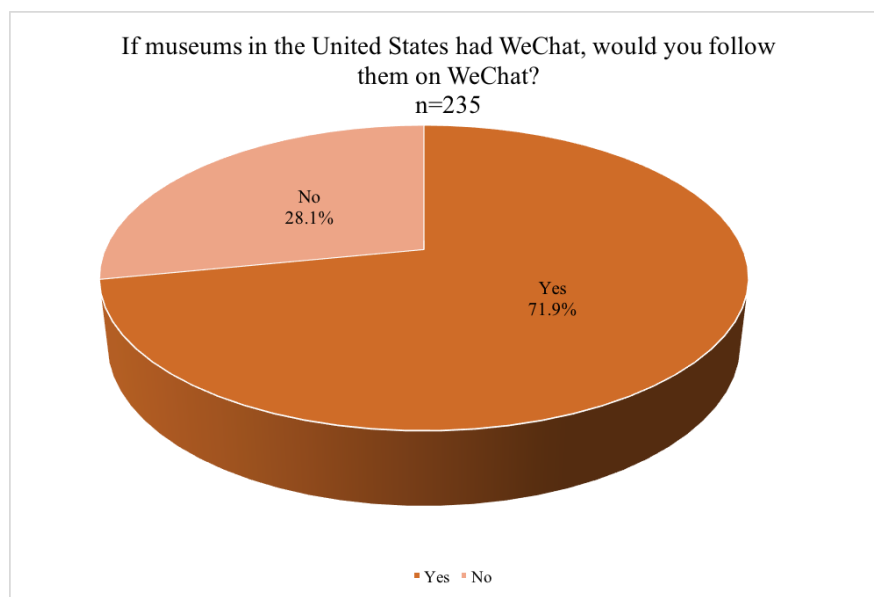 If museums in the United States had WeChat, would you follow
them on WeChat?
n=235
No
28.1%
Yes
71.9%
Yes No